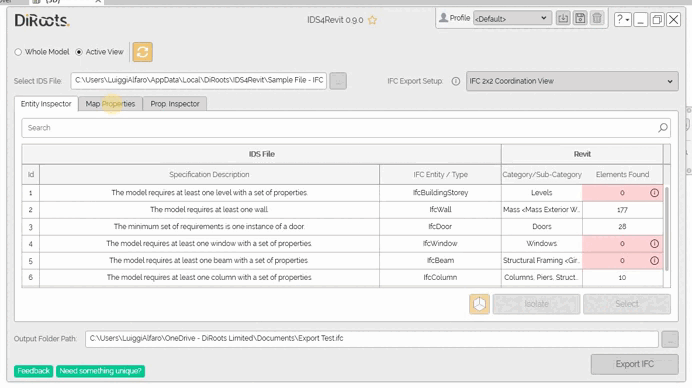 (3D)
DiRoots.
IDS4Revit 0.9.0
Profile <Default>
?
Whole Model Active View
Select IDS File: C:\Users\LuiggiAlfaro\AppData\Local\DiRoots\IDS4Revit\Sample File - IFC ...
IFC Export Setup: IFC 2x2 Coordination View
Entity Inspector Map Properties Prop. Inspector
Search
IDS File Revit
Id Specification Description IFC Entity / Type Category/Sub-Category Elements Found
1 The model requires at least one level with a set of properties IfcBuildingStorey Levels 0
2 The model requires at least one wall IfcWall Mass <Mass Exterior W.. 177
3 The minimum set of requirements is one instance of a door IfcDoor Doors 28
4 The model requires at least one window with a set of properties IfcWindow Windows 0
5 The model requires at least one beam with a set of properties IfcBeam Structural Framing <Gir.. 0
6 The model requires at least one column with a set of properties IfcColumn Columns, Piers, Struct.. 10
Isolate Select
Output Folder Path: C:\Users\LuiggiAlfaro\OneDrive - DiRoots Limited\Documents\Export Test.ifc ...
Feedback Need something unique? Export IFC